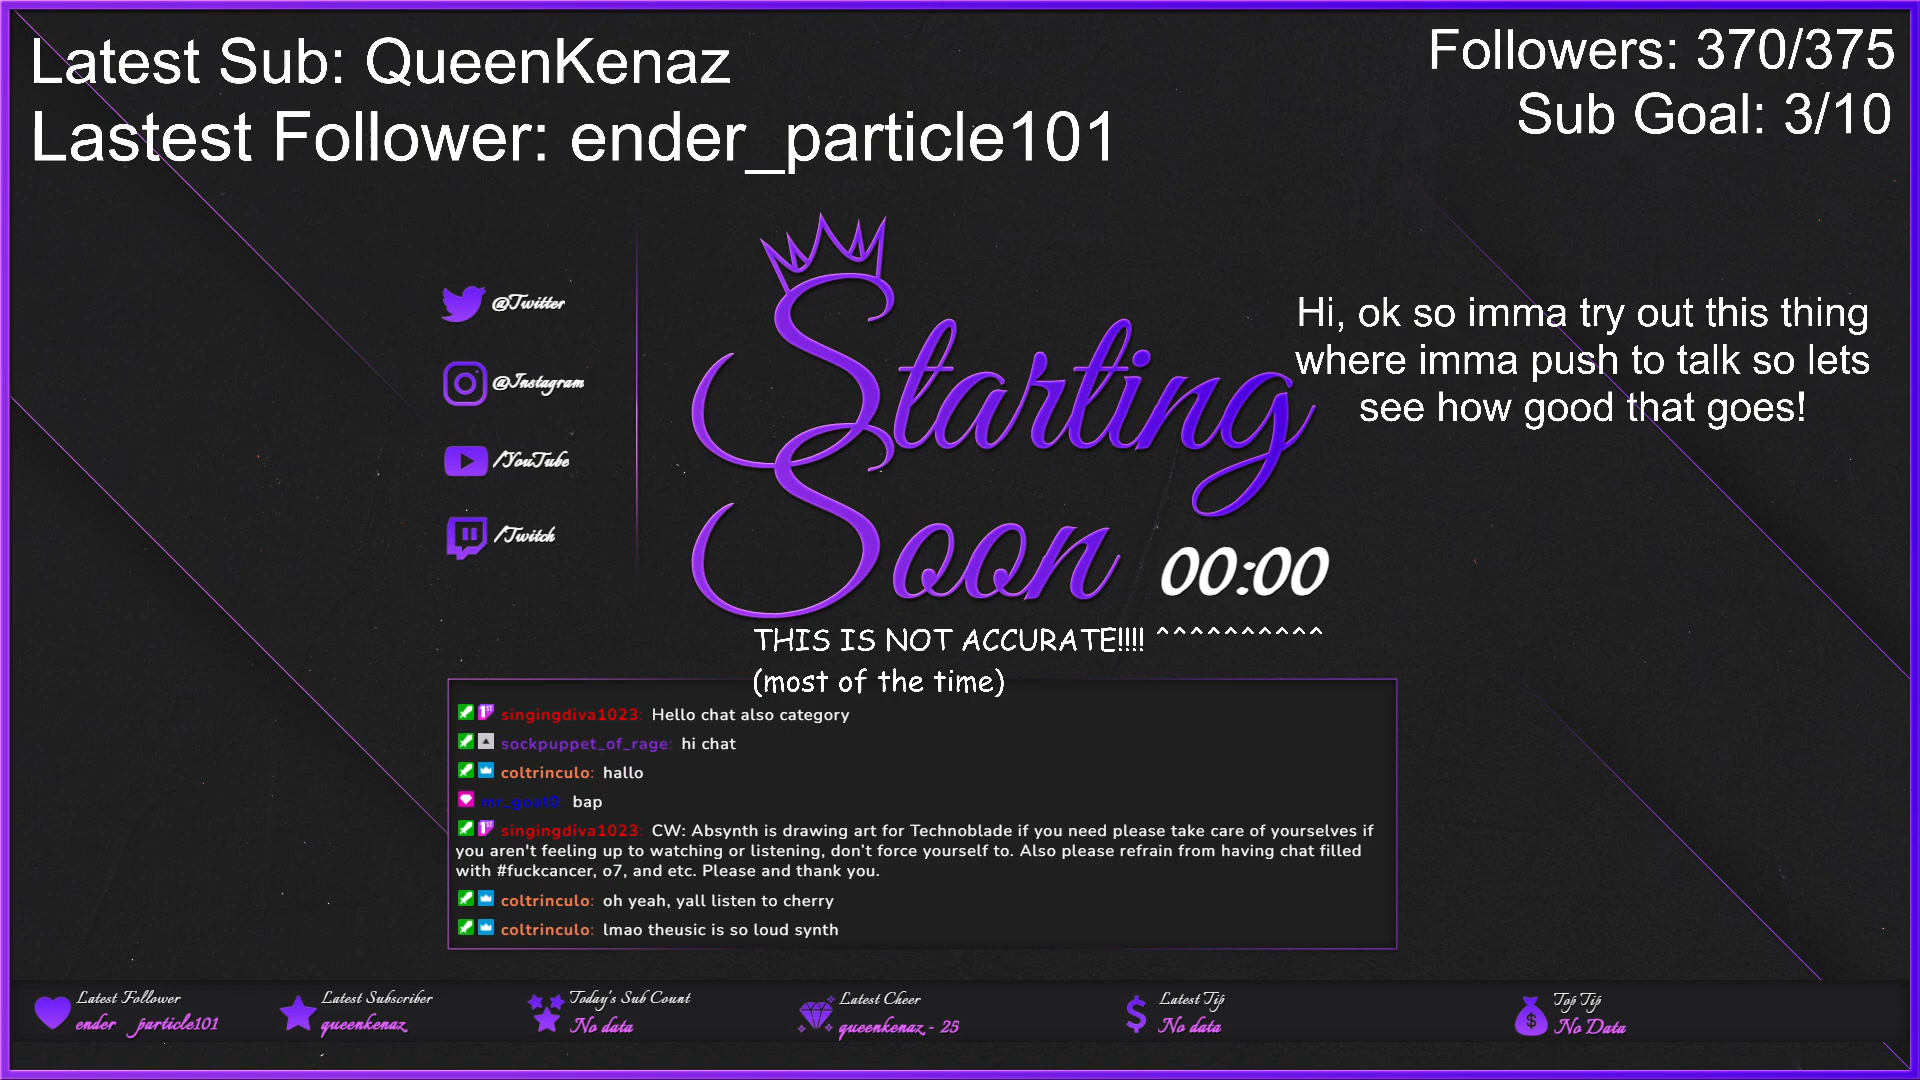 Latest Sub: QueenKenaz
Lastest Follower: ender_particle101
Followers: 370/375
Sub Goal: 3/10
@Twitter
@Instagram
/YouTube
/Twitch
Starting
Soon
00:00
THIS IS NOT ACCURATE!!!! ^^^^^^^^^^
(most of the time)
Hi, ok so imma try out this thing
where imma push to talk so lets
see how good that goes!
singingdiva1023: Hello chat also category
sockpuppet_of_rage: hi chat
coltrinculo: hallo
mr_goat0 bap
singingdiva1023: CW: Absynth is drawing art for Technoblade if you need please take care of yourselves if
you aren't feeling up to watching or listening, don't force yourself to. Also please refrain from having chat filled
with #fuckcancer, o7, and etc. Please and thank you.
coltrinculo: oh yeah, yall listen to cherry
coltrinculo: lmao theusic is so loud synth
Latest Follower
ender_particle101
Latest Subscriber
queenkenaz
Today's Sub Count
No data
Latest Cheer
queenkenaz - 25
Latest Tip
No data
Top Tip
No Data